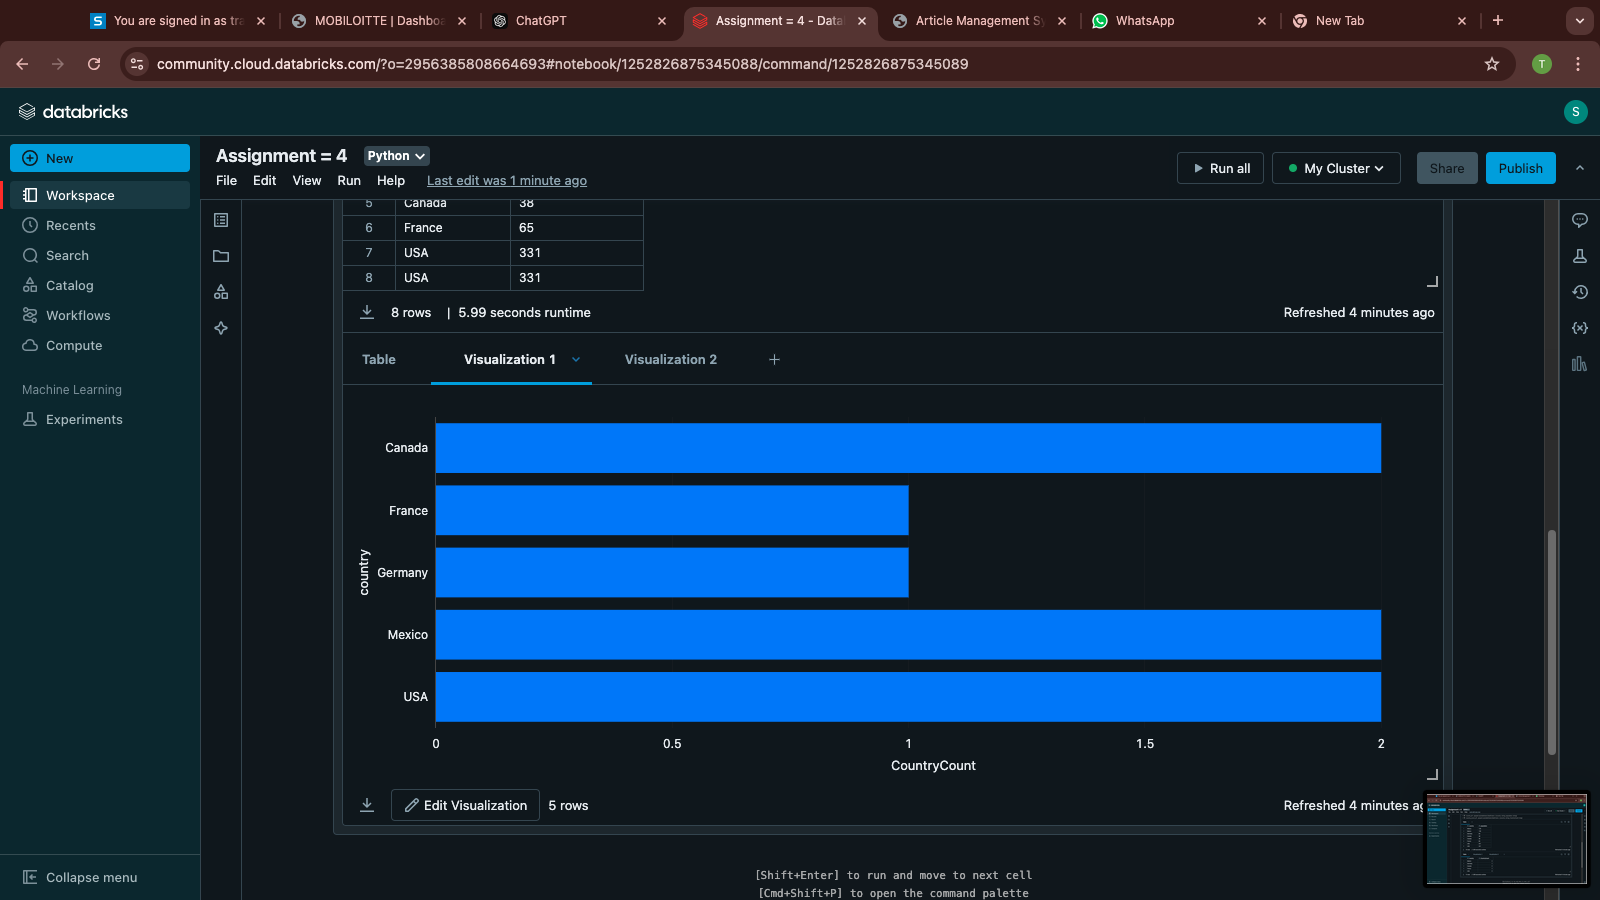 You are signed in as tra
MOBILOITTE | Dashboa
ChatGPT
Assignment = 4 - Data
Article Management Sy
WhatsApp
New Tab
community.cloud.databricks.com/?o=2956385808664693#notebook/1252826875345088/command/1252826875345089
T
databricks
S
New
Workspace
Recents
Search
Catalog
Workflows
Compute
Machine Learning
Experiments
Collapse menu
Assignment = 4 Python
File Edit View Run Help Last edit was 1 minute ago
Run all
My Cluster
Share
Publish
5 Canada 38
6 France 65
7 USA 331
8 USA 331
8 rows | 5.99 seconds runtime
Refreshed 4 minutes ago
Table Visualization 1 Visualization 2 +
country
Canada
France
Germany
Mexico
USA
0 0.5 1 1.5 2
CountryCount
Edit Visualization 5 rows
Refreshed 4 minutes ag
[Shift+Enter] to run and move to next cell
[Cmd+Shift+P] to open the command palette